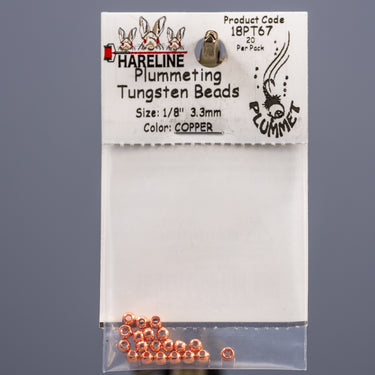 Product Code
18PT67
20
Per Pack
HARELINE
Plummeting
Tungsten Beads
Size: 1/8" 3.3mm
Color: COPPER
PLUMMET